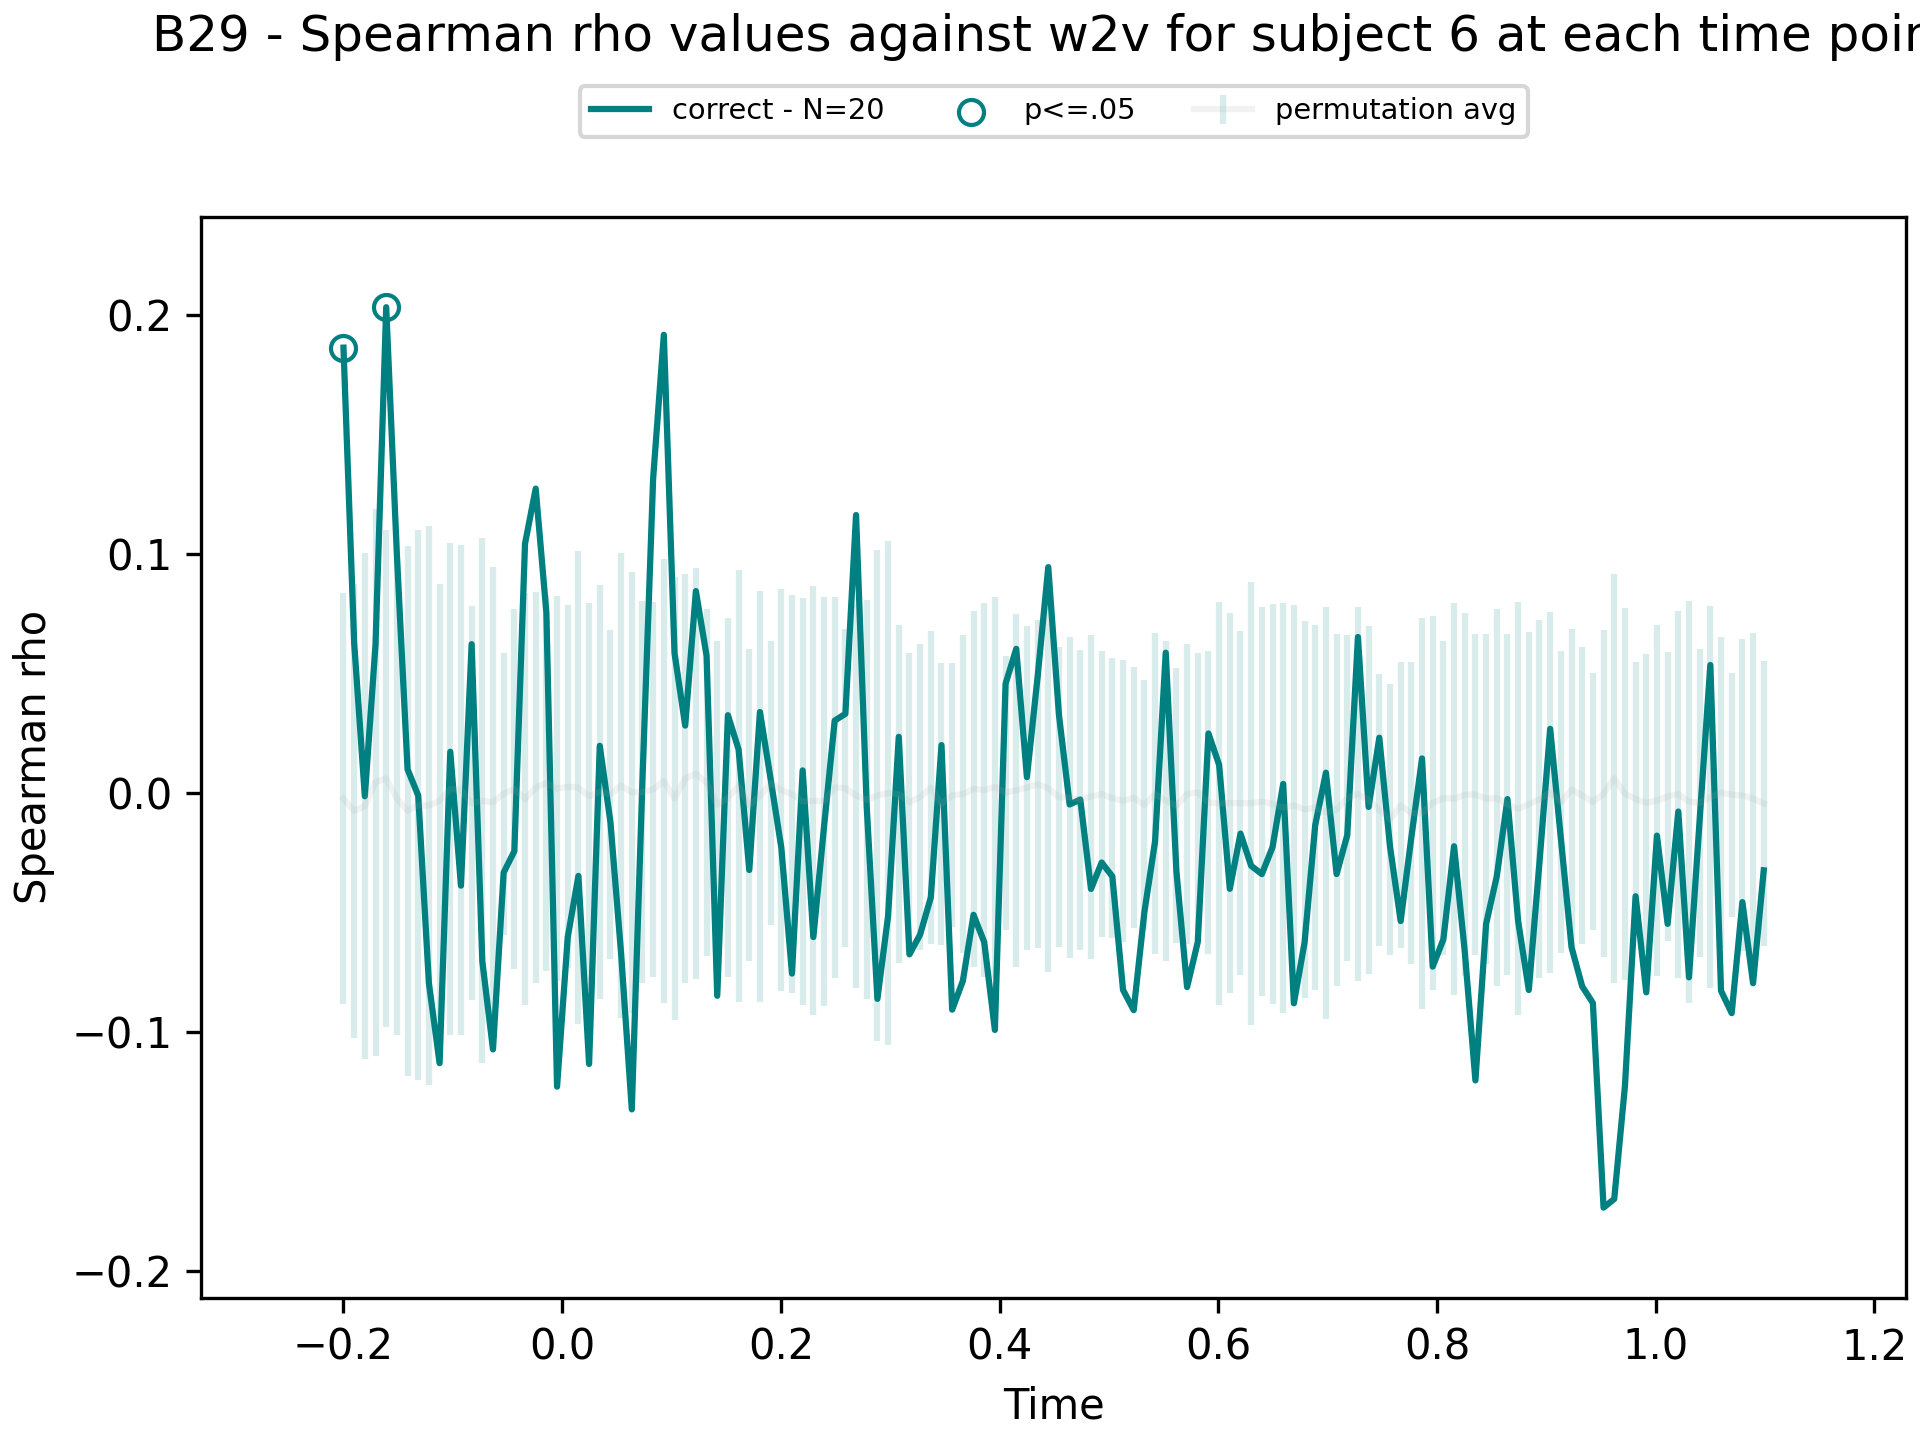 B29 - Spearman rho values against w2v for subject 6 at each time
correct - N=20 p<=.05 permutation avg
0.2
0.1
0.0
−0.1
−0.2
Spearman rho
−0.2 0.0 0.2 0.4 0.6 0.8 1.0 1.2
Time